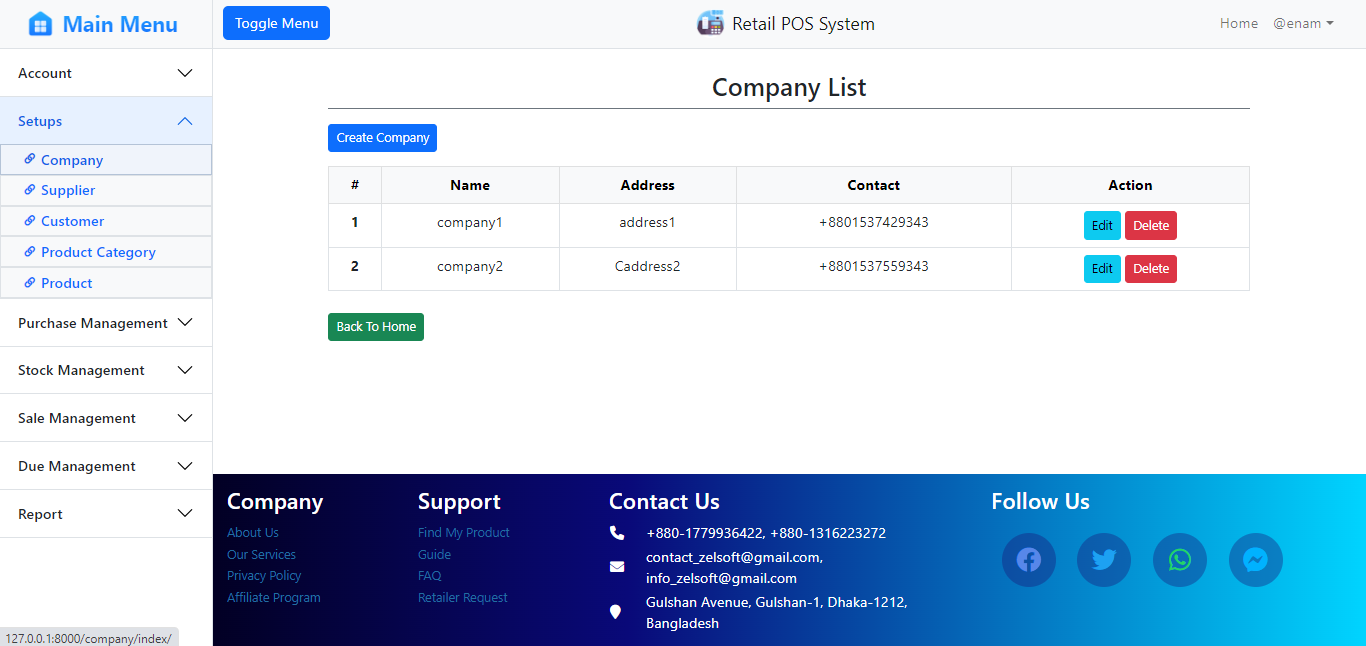 Main Menu
Toggle Menu
Retail POS System
Home @enam
Account
Setups
Company
Supplier
Customer
Product Category
Product
Purchase Management
Stock Management
Sale Management
Due Management
Report
Company List
Create Company
# Name Address Contact Action
1 company1 address1 +8801537429343 Edit Delete
2 company2 Caddress2 +8801537559343 Edit Delete
Back To Home
Company
About Us
Our Services
Privacy Policy
Affiliate Program
Support
Find My Product
Guide
FAQ
Retailer Request
Contact Us
+880-1779936422, +880-1316223272
contact_zelsoft@gmail.com,
info_zelsoft@gmail.com
Gulshan Avenue, Gulshan-1, Dhaka-1212,
Bangladesh
Follow Us
127.0.0.1:8000/company/index/